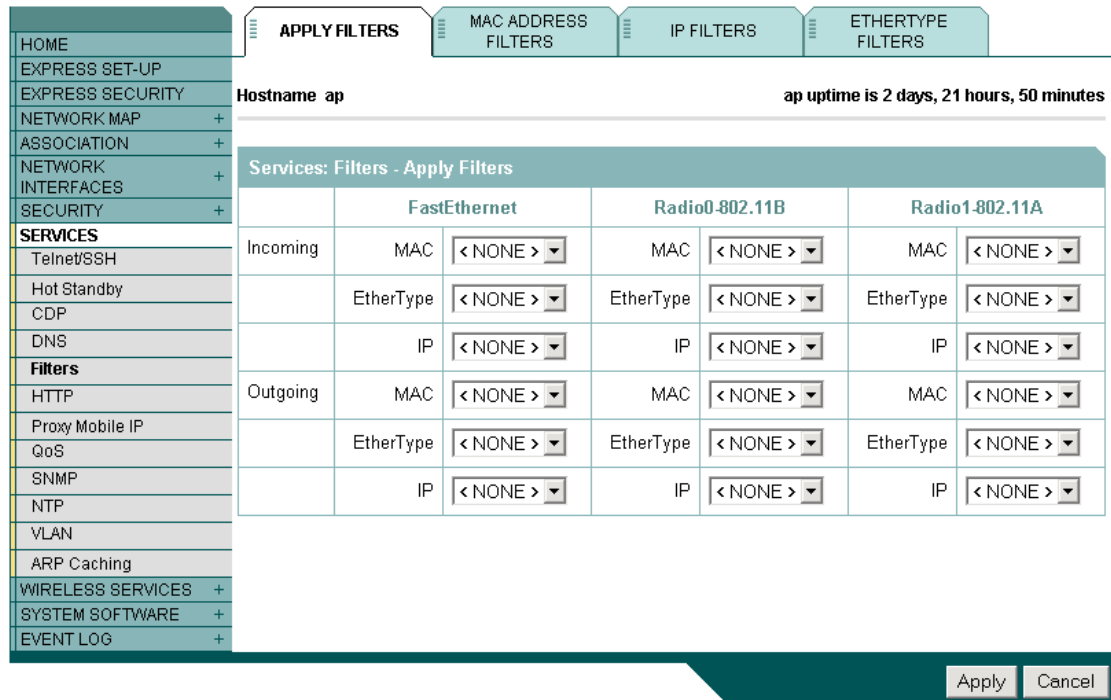 APPLY FILTERS
MAC ADDRESS
FILTERS
IP FILTERS
ETHERTYPE
FILTERS
HOME
EXPRESS SET-UP
EXPRESS SECURITY
NETWORK MAP +
ASSOCIATION +
NETWORK
INTERFACES +
SECURITY +
SERVICES
Telnet/SSH
Hot Standby
CDP
DNS
Filters
HTTP
Proxy Mobile IP
QoS
SNMP
NTP
VLAN
ARP Caching
WIRELESS SERVICES +
SYSTEM SOFTWARE +
EVENT LOG +
Hostname ap ap uptime is 2 days, 21 hours, 50 minutes
Services: Filters - Apply Filters
FastEthernet Radio0-802.11B Radio1-802.11A
Incoming MAC < NONE > MAC < NONE > MAC < NONE >
EtherType < NONE > EtherType < NONE > EtherType < NONE >
IP < NONE > IP < NONE > IP < NONE >
Outgoing MAC < NONE > MAC < NONE > MAC < NONE >
EtherType < NONE > EtherType < NONE > EtherType < NONE >
IP < NONE > IP < NONE > IP < NONE >
Apply Cancel